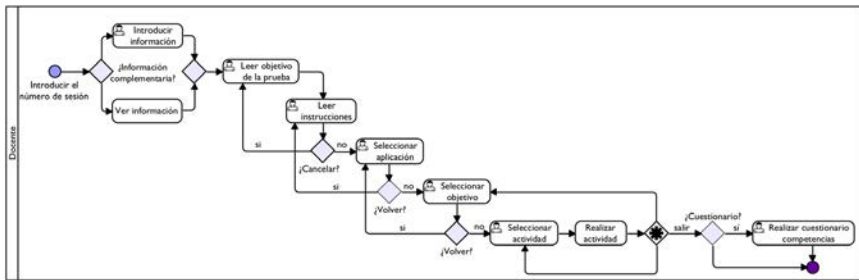 Docente
Introducir el
número de sesión
Introducir
información
¿Información
complementaria?
Ver información
Leer objetivo
de la prueba
Leer
instrucciones
si
¿Cancelar?
no
Seleccionar
aplicación
si
¿Volver?
no
Seleccionar
objetivo
si
¿Volver?
no
Seleccionar
actividad
Realizar
actividad
salir
¿Cuestionario?
sí
Realizar cuestionario
competencias